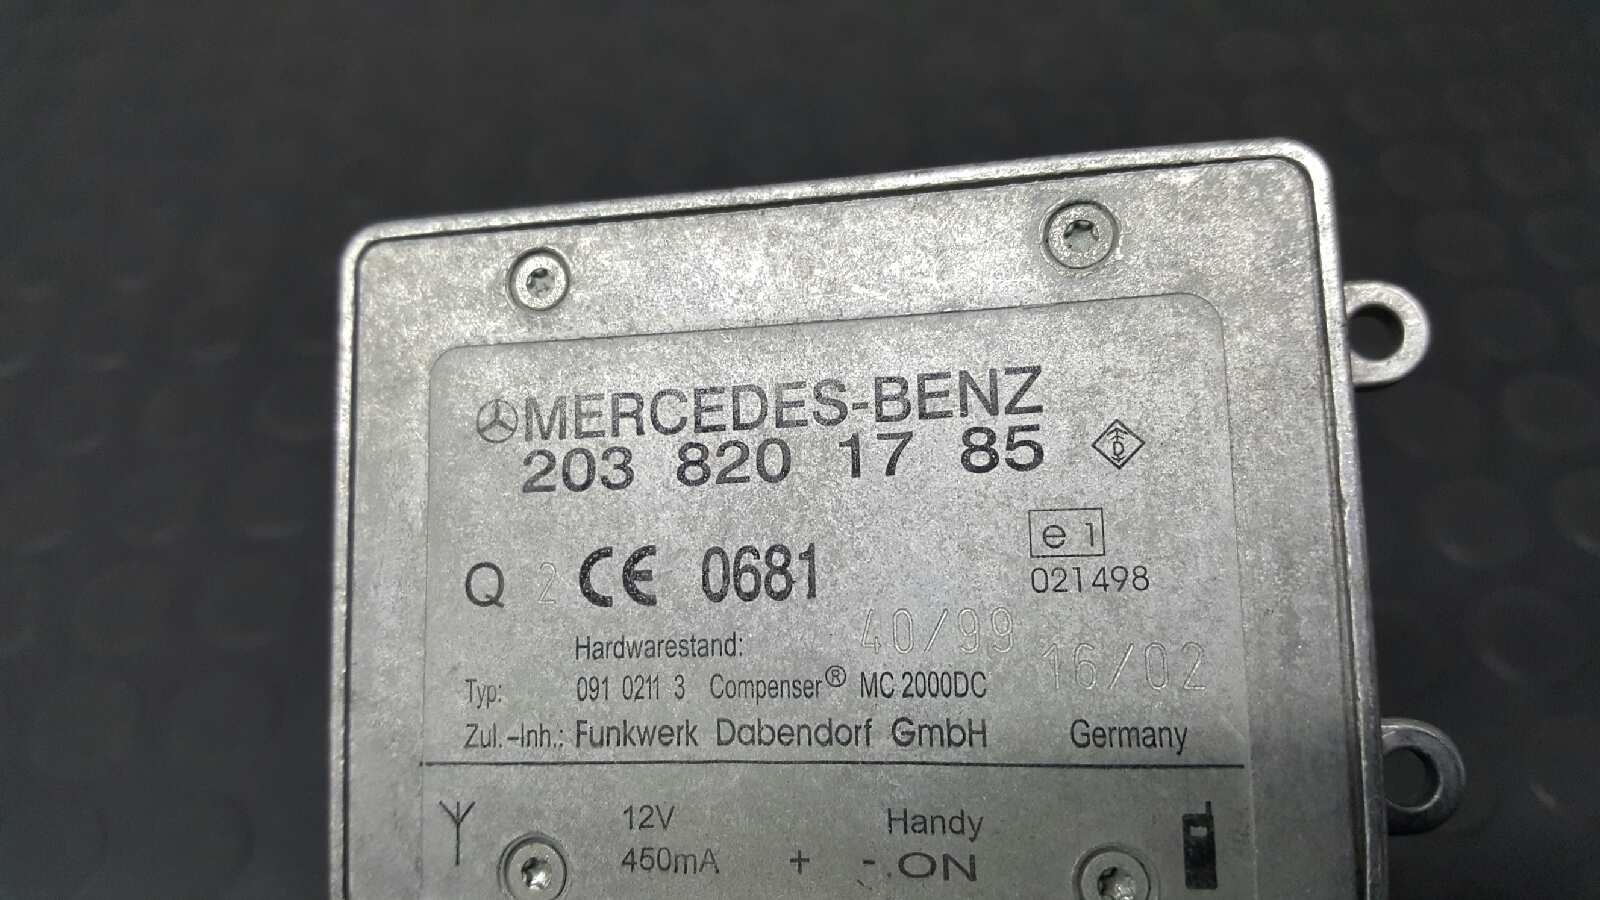 MERCEDES-BENZ
203 820 17 85
D
e 1
021498
Q 2 CE 0681
Hardwarestand: 40/99
16/02
Typ: 091 0211 3 Compenser® MC 2000DC
Zul.-Inh.: Funkwerk Dabendorf GmbH Germany
12V Handy
450mA + -.ON